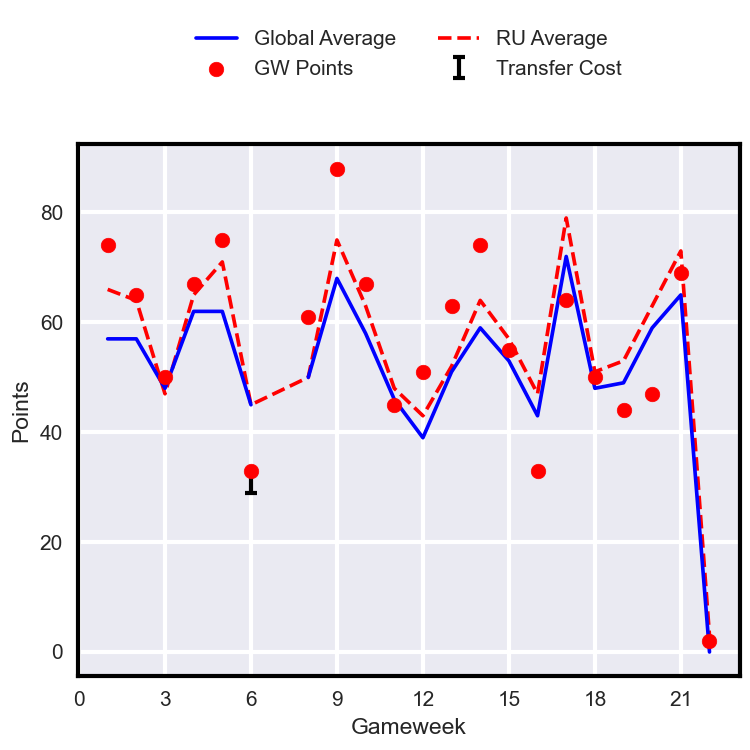 Global Average
RU Average
GW Points
Transfer Cost
80
60
40
20
0
Points
0 3 6 9 12 15 18 21
Gameweek